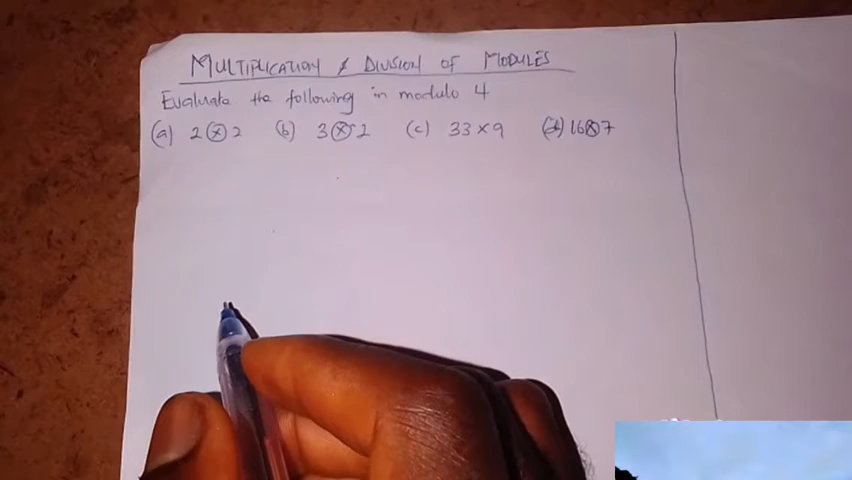 MULTIPLICATION & DIVISION OF MODULES
Evaluate the following in modulo 4
(a) 2 ⊗ 2 (b) 3 ⊗ 2 (c) 33 × 9 (d) 16 ⊗ 7